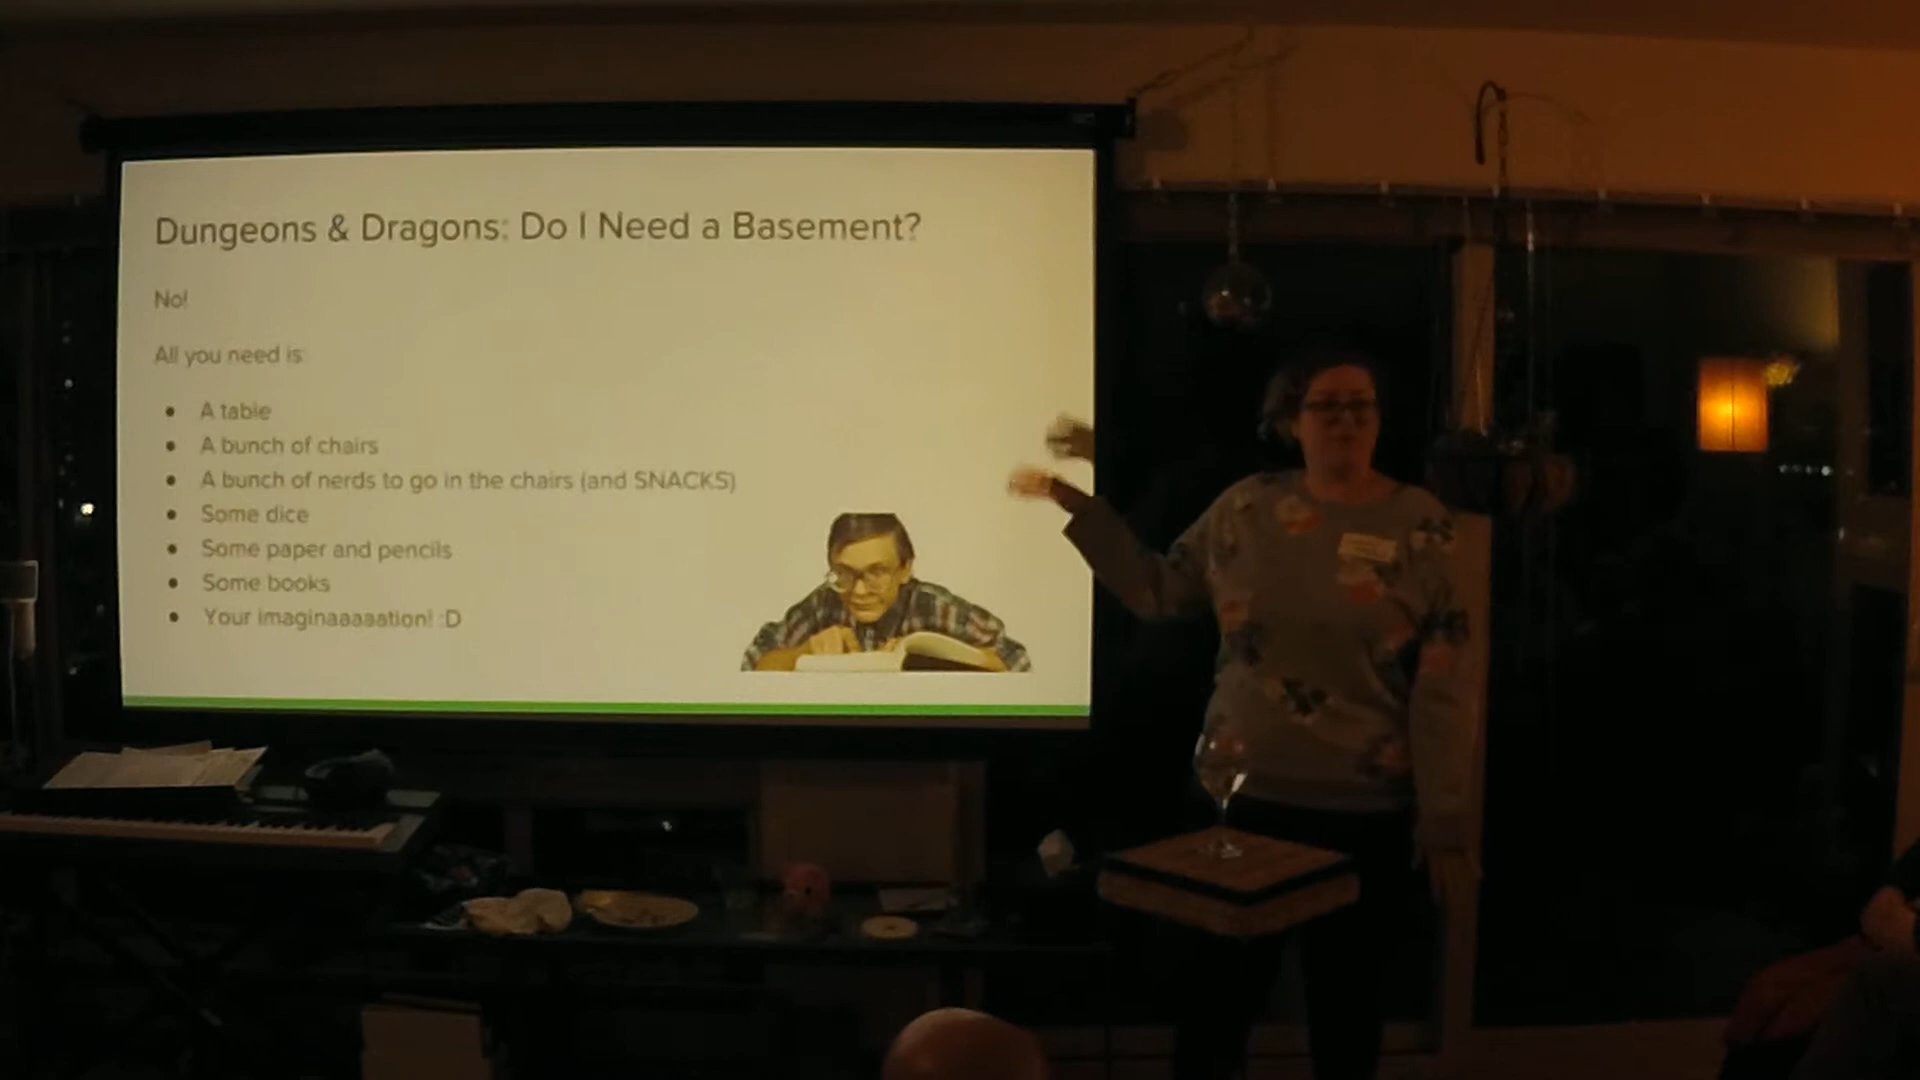 Dungeons & Dragons: Do I Need a Basement?
No!
All you need is:
● A table
● A bunch of chairs
● A bunch of nerds to go in the chairs (and SNACKS)
● Some dice
● Some paper and pencils
● Some books
● Your imaginaaaaation! :D